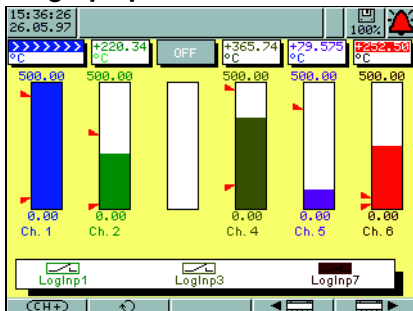 15:36:26
26.05.97
100%
>>>>>>> +220.34 OFF +365.74 +79.575 +252.50
°C °C °C °C °C
500.00 500.00 500.00 500.00 500.00
0.00 0.00 0.00 0.00 0.00
Ch. 1 Ch. 2 Ch. 4 Ch. 5 Ch. 6
LogInp1 LogInp3 LogInp7
(CH+)